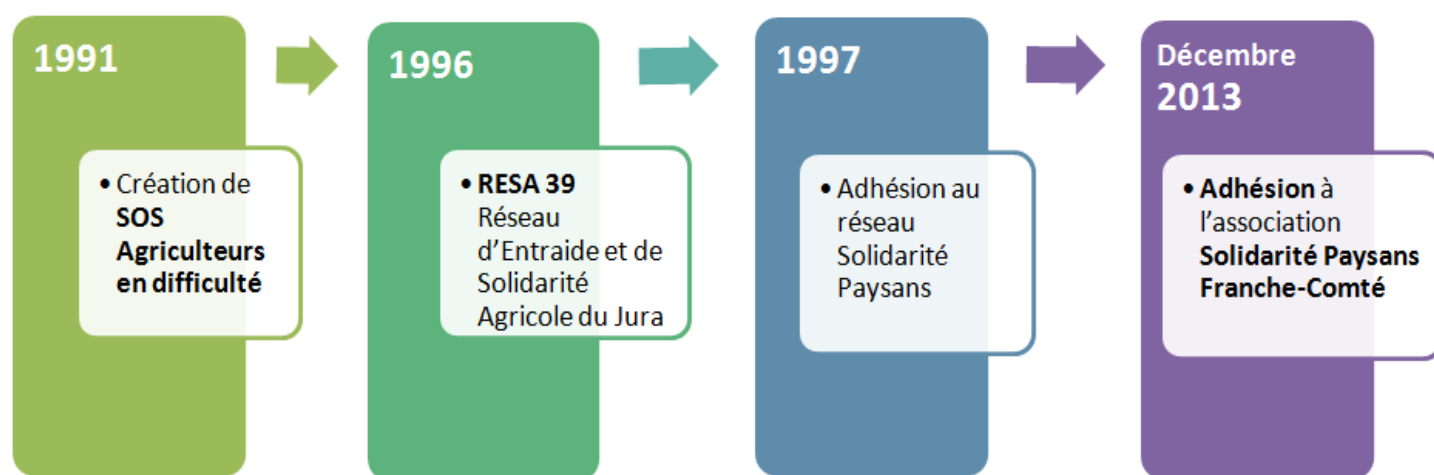 1991
• Création de
SOS
Agriculteurs
en difficulté
1996
• RESA 39
Réseau
d’Entraide et de
Solidarité
Agricole du Jura
1997
• Adhésion au
réseau
Solidarité
Paysans
Décembre
2013
• Adhésion à
l’association
Solidarité Paysans
Franche-Comté